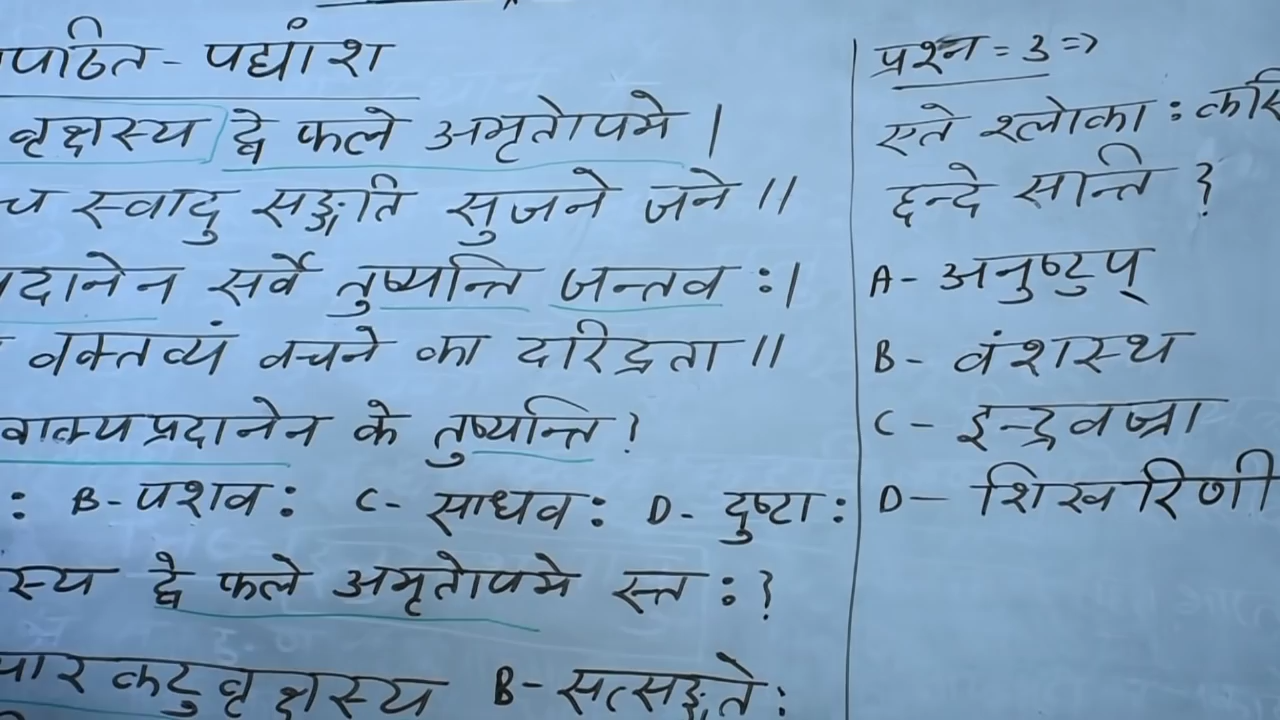 पठित - पद्यांश
वृक्षस्य द्वे फले अमृतोपमे |
च स्वादु सङ्गति सुजने जने ||
दानेन सर्वे तुष्यन्ति जन्तव : |
वक्तव्यं वचने का दरिद्रता ||
वाक्यप्रदानेन के तुष्यन्ति ?
: B- पशव : C- साधव : D- दुष्टा :
स्य द्वे फले अमृतोपमे स्त : ?
कटुवृक्षस्य B- सत्सङ्गते :
प्रश्न = 3 =>
एते श्लोका :
छन्दे सन्ति ?
A- अनुष्टुप्
B- वंशस्थ
C- इन्द्रवज्रा
D- शिखरिणी